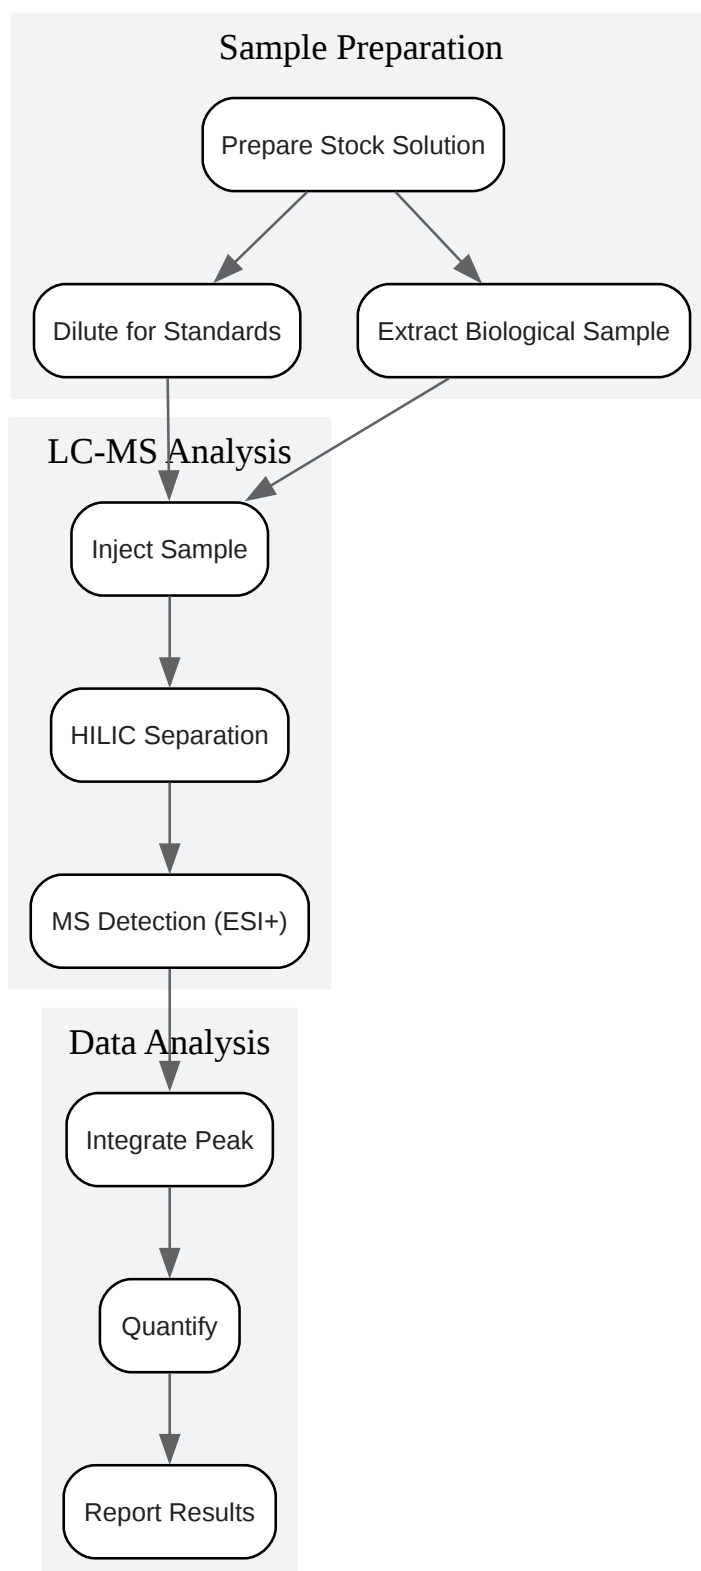 Sample Preparation
Prepare Stock Solution
Dilute for Standards
Extract Biological Sample
LC-MS Analysis
Inject Sample
HILIC Separation
MS Detection (ESI+)
Data Analysis
Integrate Peak
Quantify
Report Results